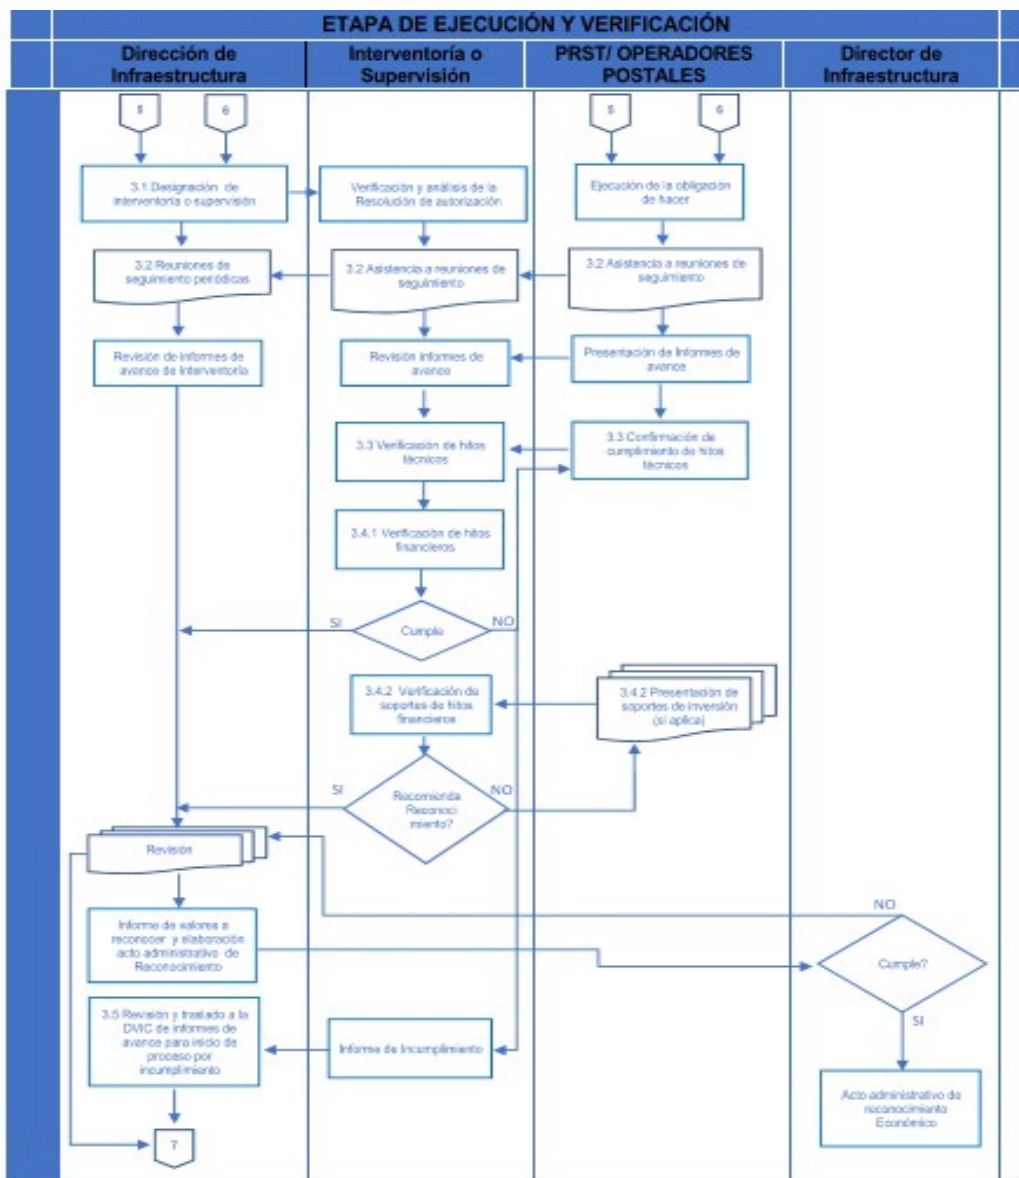 ETAPA DE EJECUCIÓN Y VERIFICACIÓN
Dirección de
Infraestructura
Interventoría o
Supervisión
PRST/ OPERADORES
POSTALES
Director de
Infraestructura
5
6
5
6
3.1 Designación de
interventoría o supervisión
Verificación y análisis de la
Resolución de autorización
Ejecución de la obligación
de hacer
3.2 Reuniones de
seguimiento periódicas
3.2 Asistencia a reuniones de
seguimiento
3.2 Asistencia a reuniones de
seguimiento
Revisión de informes de
avance de Interventoría
Revisión informes de
avance
Presentación de Informes de
avance
3.3 Verificación de hitos
técnicos
3.3 Confirmación de
cumplimiento de hitos
técnicos
3.4.1 Verificación de hitos
financieros
SI
Cumple
NO
3.4.2 Verificación de
soportes de hitos
financieros
3.4.2 Presentación de
soportes de inversión
(si aplica)
SI
Recomienda
Reconoci
miento?
NO
Revisión
NO
Informe de valores a
reconocer y elaboración
acto administrativo de
Reconocimiento
Cumple?
SI
3.5 Revisión y traslado a la
DVIC de informes de
avance para inicio de
proceso por
incumplimiento
Informe de Incumplimiento
Acto administrativo de
reconocimiento
Económico
7